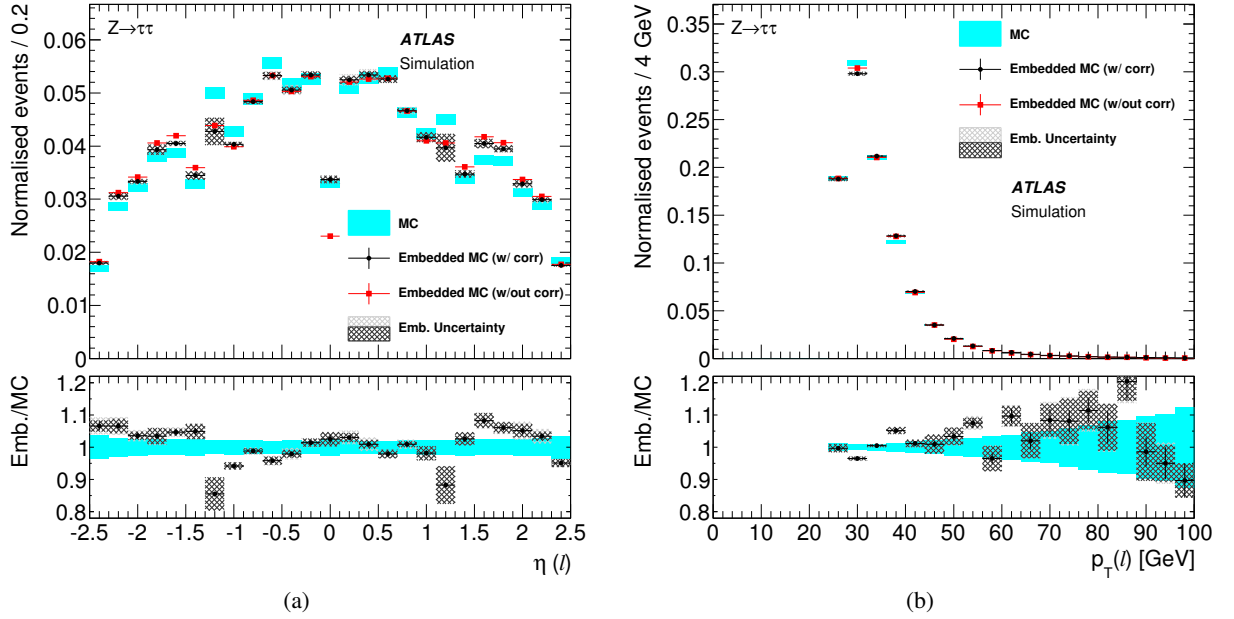 Normalised events / 0.2
0.06
0.05
0.04
0.03
0.02
0.01
0
Z→ττ
ATLAS
Simulation
MC
Embedded MC (w/ corr)
Embedded MC (w/out corr)
Emb. Uncertainty
Emb./MC
1.2
1.1
1
0.9
0.8
-2.5 -2 -1.5 -1 -0.5 0 0.5 1 1.5 2 2.5
η (l)
(a)
Normalised events / 4 GeV
0.35
0.3
0.25
0.2
0.15
0.1
0.05
0
Z→ττ
MC
Embedded MC (w/ corr)
Embedded MC (w/out corr)
Emb. Uncertainty
ATLAS
Simulation
Emb./MC
1.2
1.1
1
0.9
0.8
0 10 20 30 40 50 60 70 80 90 100
p_T(l) [GeV]
(b)